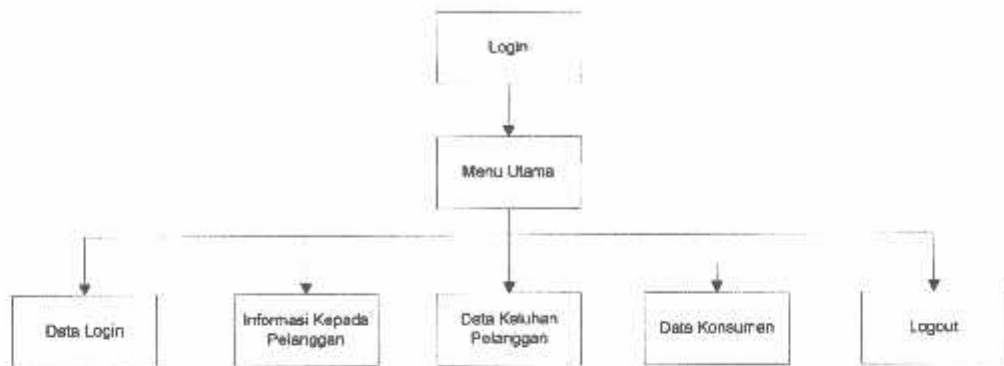 Login
Menu Utama
Data Login
Informasi Kepada
Pelanggan
Data Keluhan
Pelanggan
Data Konsumen
Logout